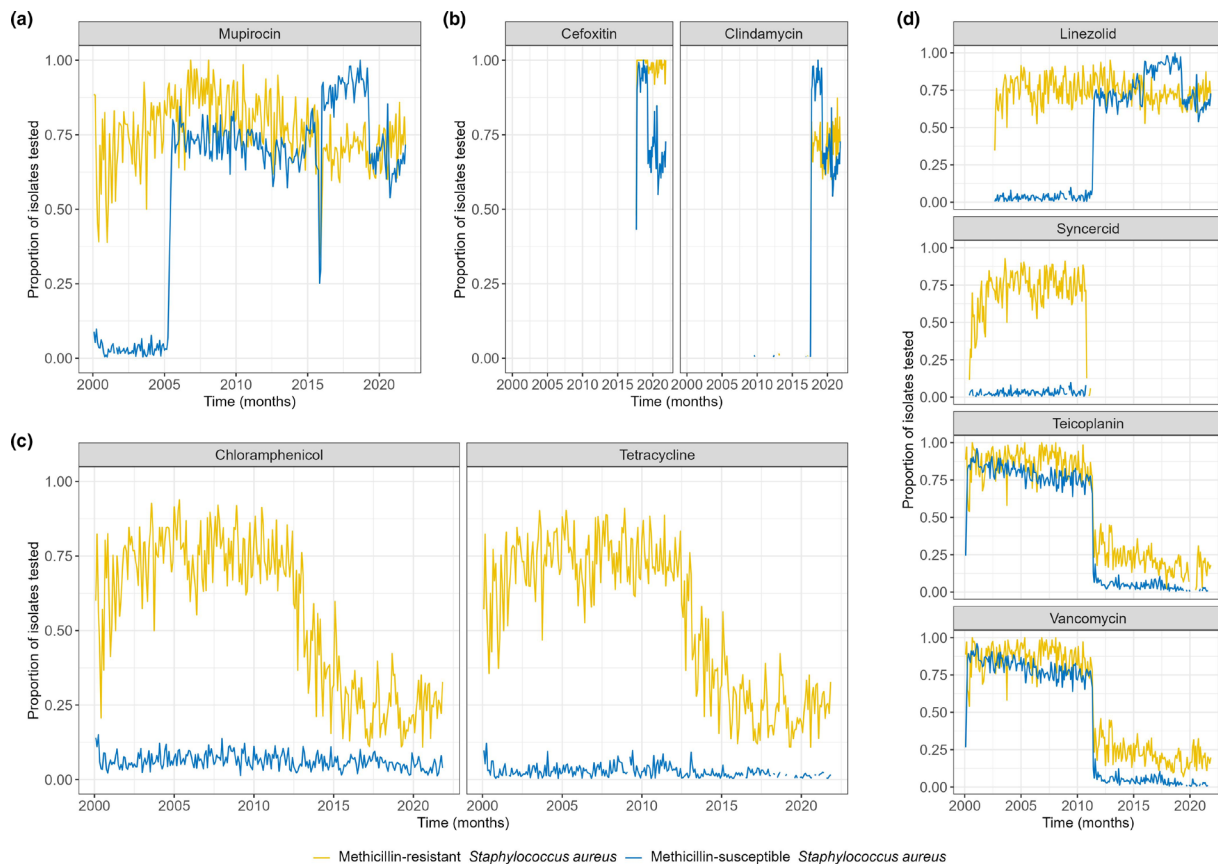 (a)
Mupirocin
Proportion of isolates tested
1.00
0.75
0.50
0.25
0.00
2000 2005 2010 2015 2020
Time (months)
(b)
Cefoxitin Clindamycin
Proportion of isolates tested
1.00
0.75
0.50
0.25
0.00
2000 2005 2010 2015 2020 2000 2005 2010 2015 2020
Time (months)
(c)
Chloramphenicol Tetracycline
Proportion of isolates tested
1.00
0.75
0.50
0.25
0.00
2000 2005 2010 2015 2020 2000 2005 2010 2015 2020
Time (months)
(d)
Proportion of isolates tested
Linezolid
1.00
0.75
0.50
0.25
0.00
Syncercid
1.00
0.75
0.50
0.25
0.00
Teicoplanin
1.00
0.75
0.50
0.25
0.00
Vancomycin
1.00
0.75
0.50
0.25
0.00
2000 2005 2010 2015 2020
Time (months)
Methicillin-resistant Staphylococcus aureus Methicillin-susceptible Staphylococcus aureus